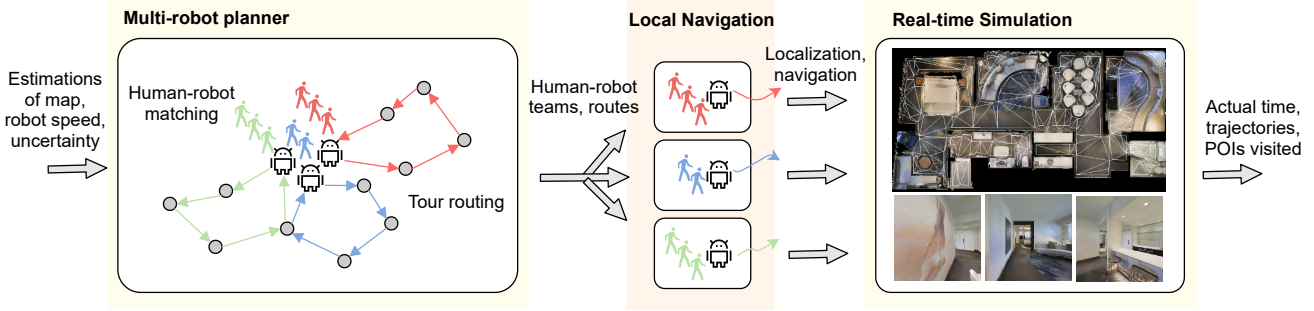 Multi-robot planner
Local Navigation
Real-time Simulation
Estimations
of map,
robot speed,
uncertainty
Human-robot
matching
Tour routing
Human-robot
teams, routes
Localization,
navigation
Actual time,
trajectories,
POIs visited